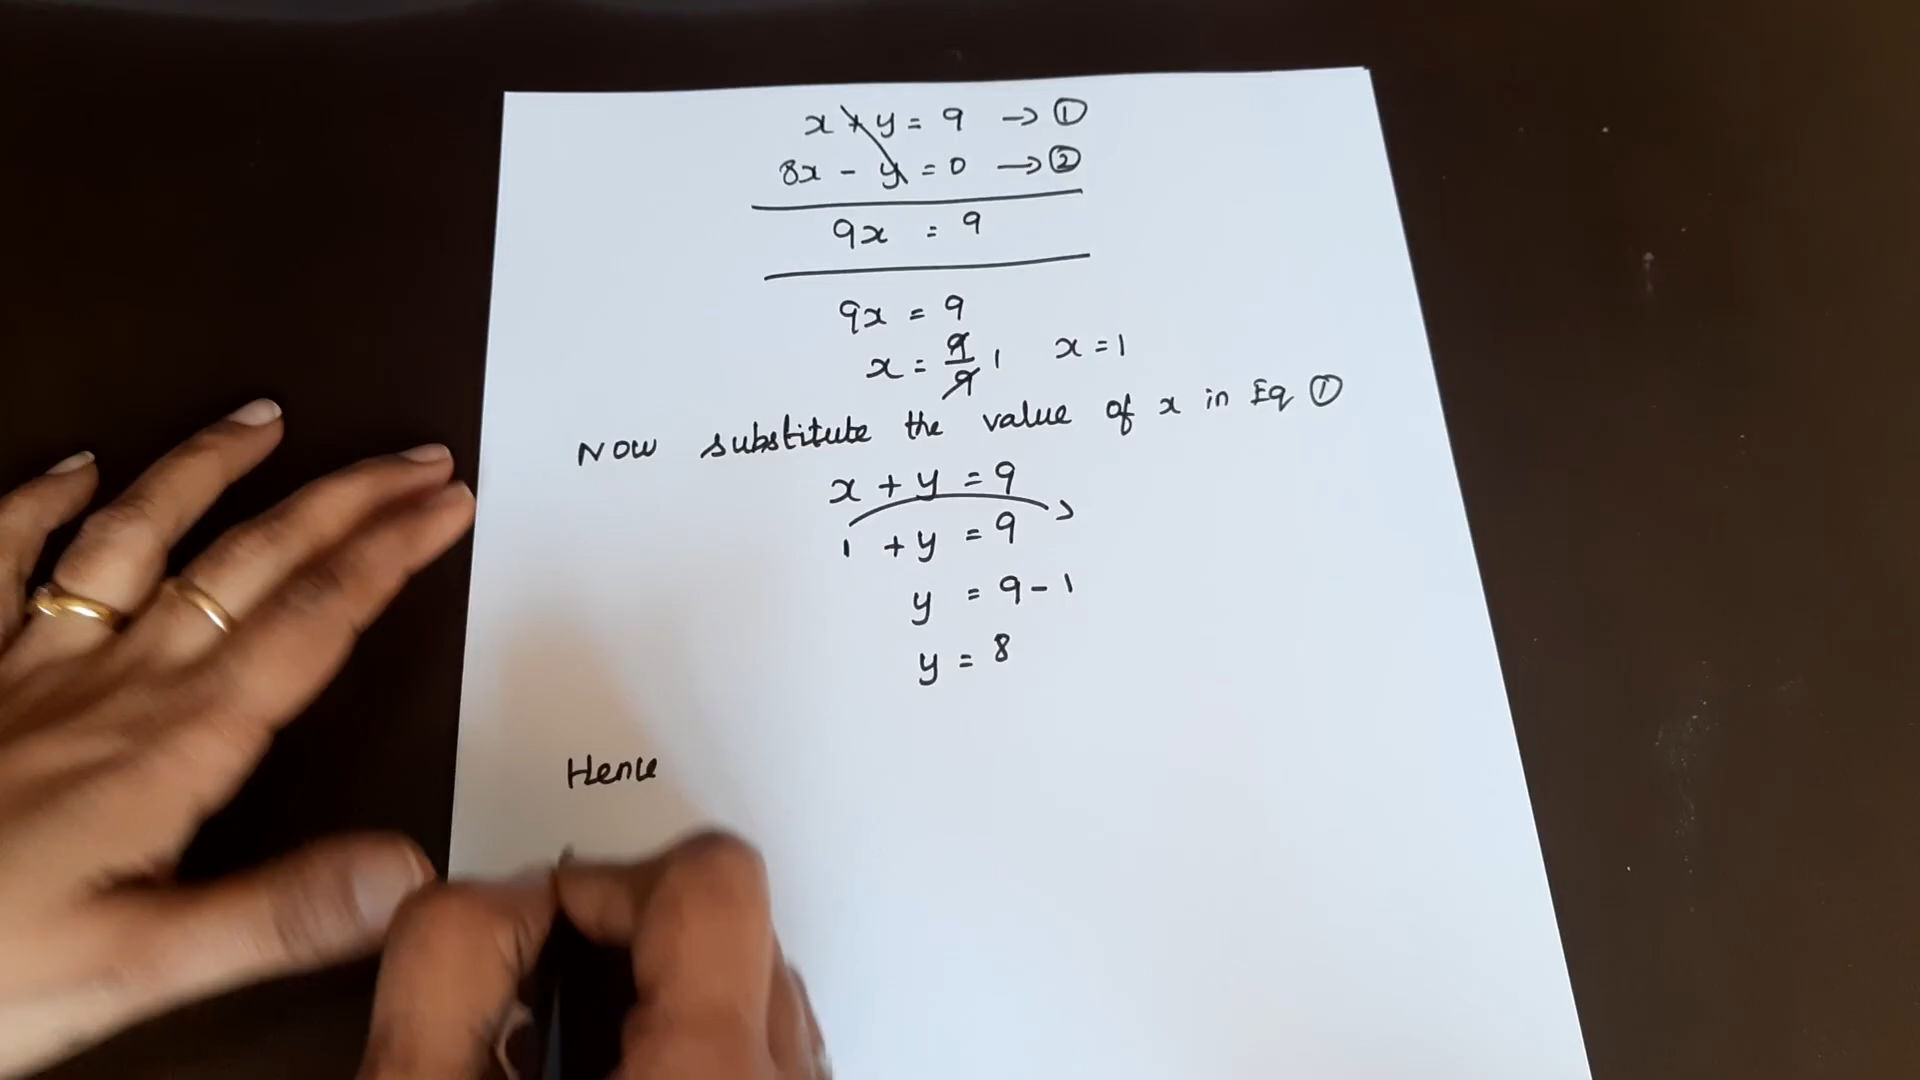 x + y = 9 → ①
8x - y = 0 → ②
9x = 9
9x = 9
x = 9/9 1 x = 1
Now substitute the value of x in Eq ①
x + y = 9
1 + y = 9
y = 9 - 1
y = 8
Hence